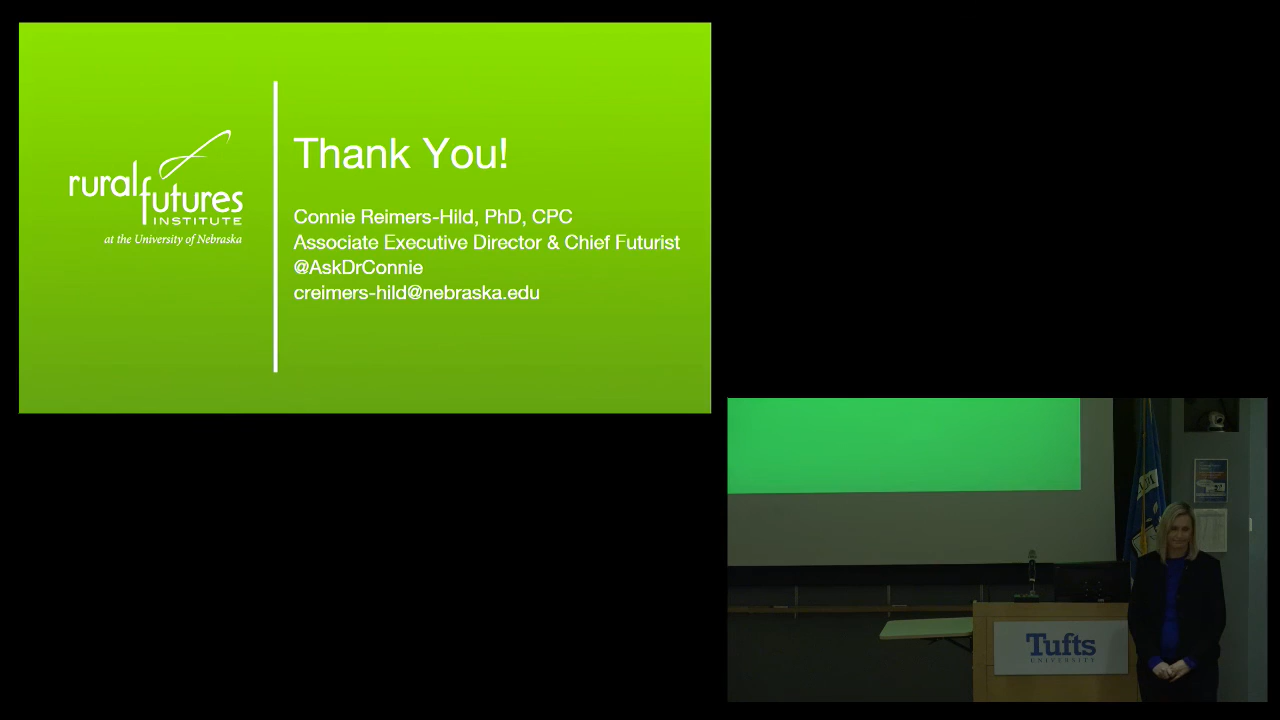 rural futures
INSTITUTE
at the University of Nebraska
Thank You!
Connie Reimers-Hild, PhD, CPC
Associate Executive Director & Chief Futurist
@AskDrConnie
creimers-hild@nebraska.edu
Tufts
UNIVERSITY